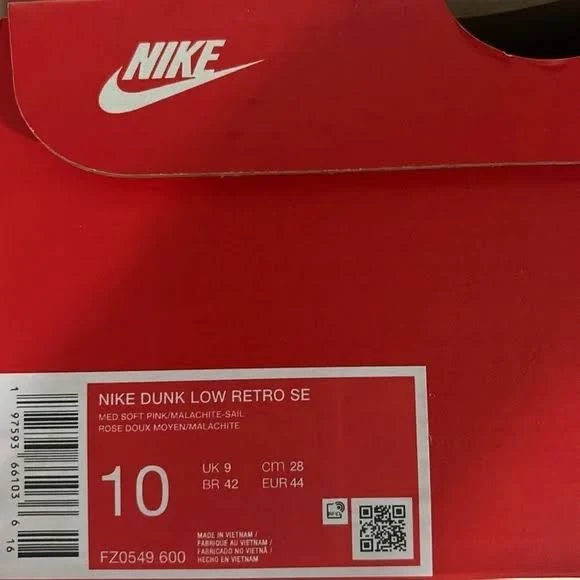 NIKE
NIKE DUNK LOW RETRO SE
MED SOFT PINK/MALACHITE-SAIL
ROSE DOUX MOYEN/MALACHITE
10
UK 9 cm 28
BR 42 EUR 44
MADE IN VIETNAM /
FABRIQUE AU VIETNAM /
FABRICADO NO VIETNÃ /
HECHO EN VIETNAM
FZ0549 600
1 97593 66103 6 16